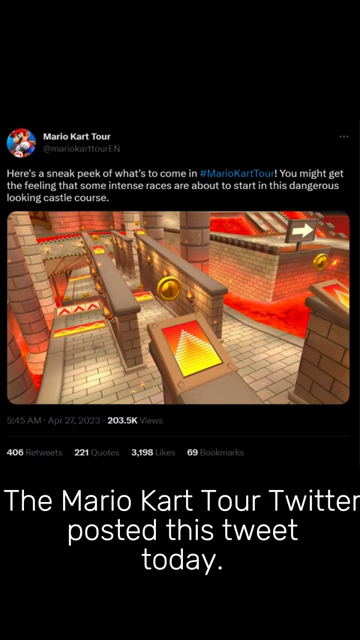 Mario Kart Tour
@mariokarttourEN
Here's a sneak peek of what's to come in #MarioKartTour! You might get
the feeling that some intense races are about to start in this dangerous
looking castle course.
5:45 AM · Apr 27, 2023 · 203.5K Views
406 Retweets 221 Quotes 3,198 Likes 69 Bookmarks
The Mario Kart Tour Twitter
posted this tweet
today.